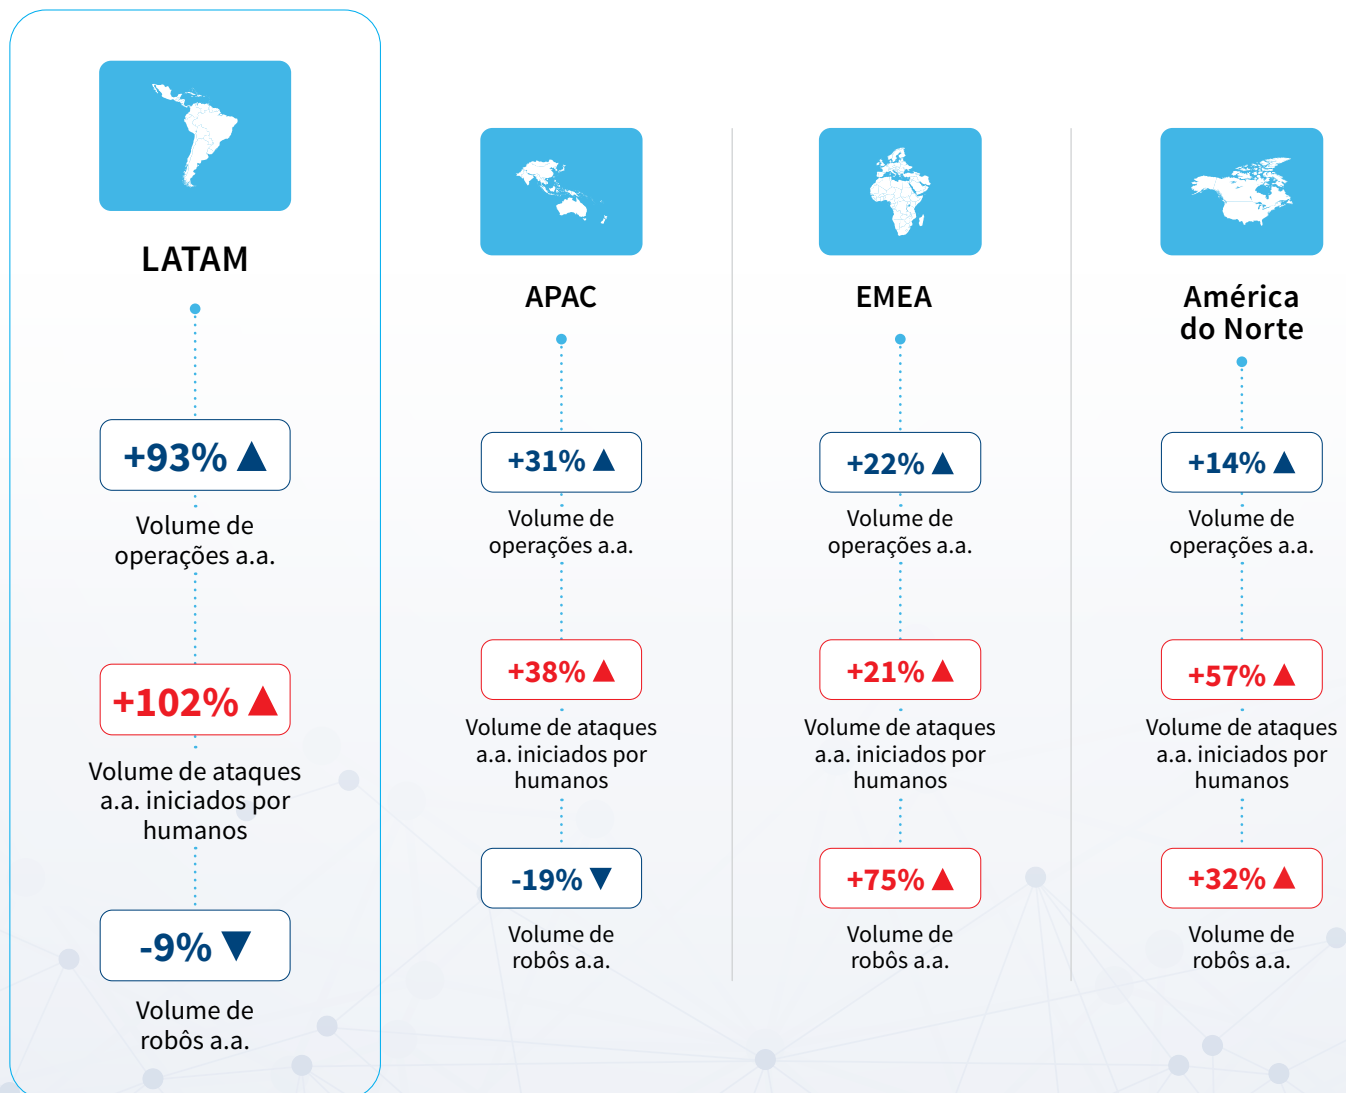 LATAM
+93%
Volume de
operações a.a.
+102%
Volume de ataques
a.a. iniciados por
humanos
-9%
Volume de
robôs a.a.
APAC
+31%
Volume de
operações a.a.
+38%
Volume de ataques
a.a. iniciados por
humanos
-19%
Volume de
robôs a.a.
EMEA
+22%
Volume de
operações a.a.
+21%
Volume de ataques
a.a. iniciados por
humanos
+75%
Volume de
robôs a.a.
América
do Norte
+14%
Volume de
operações a.a.
+57%
Volume de ataques
a.a. iniciados por
humanos
+32%
Volume de
robôs a.a.